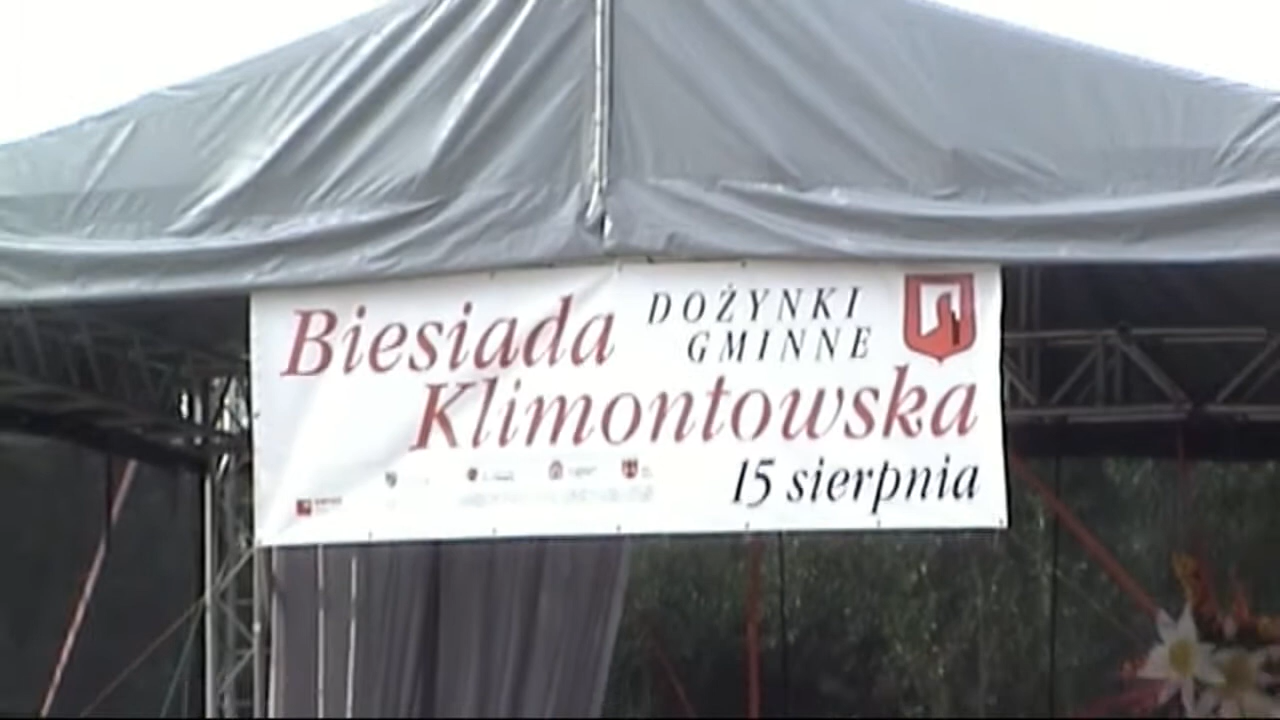 Biesiada
DOŻYNKI
GMINNE
Klimontowska
15 sierpnia